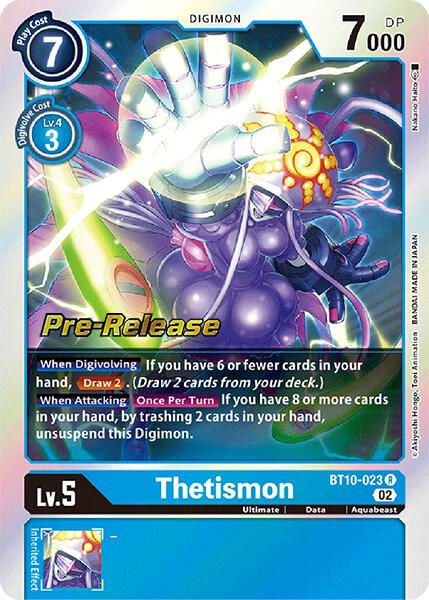 Play Cost
7
DIGIMON
7000
DP
Digivolve Cost
Lv.4
3
Nakano Haito
Pre-Release
When Digivolving If you have 6 or fewer cards in your
hand, Draw 2. (Draw 2 cards from your deck.)
When Attacking Once Per Turn If you have 8 or more cards
in your hand, by trashing 2 cards in your hand,
unsuspend this Digimon.
©Akiyoshi Hongo, Toei Animation BANDAI MADE IN JAPAN
Lv.5
Thetismon
BT10-023 R
02
Ultimate | Data | Aquabeast
Inherited Effect
-